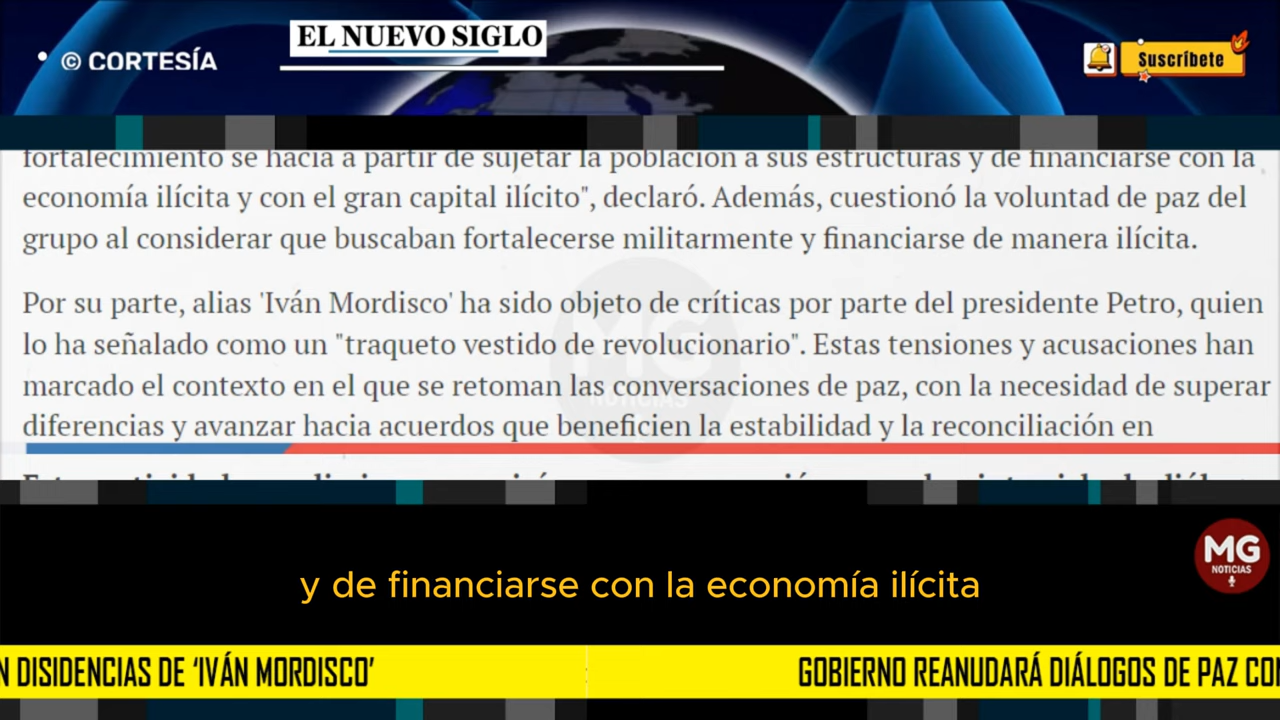 © CORTESÍA
EL NUEVO SIGLO
Suscríbete
fortalecimiento se hacía a partir de sujetar la población a sus estructuras y de financiarse con la
economía ilícita y con el gran capital ilícito", declaró. Además, cuestionó la voluntad de paz del
grupo al considerar que buscaban fortalecerse militarmente y financiarse de manera ilícita.
Por su parte, alias 'Iván Mordisco' ha sido objeto de críticas por parte del presidente Petro, quien
lo ha señalado como un "traqueto vestido de revolucionario". Estas tensiones y acusaciones han
marcado el contexto en el que se retoman las conversaciones de paz, con la necesidad de superar
diferencias y avanzar hacia acuerdos que beneficien la estabilidad y la reconciliación en
MG
NOTICIAS
y de financiarse con la economía ilícita
MG
NOTICIAS
N DISIDENCIAS DE ‘IVÁN MORDISCO’
GOBIERNO REANUDARÁ DIÁLOGOS DE PAZ CO